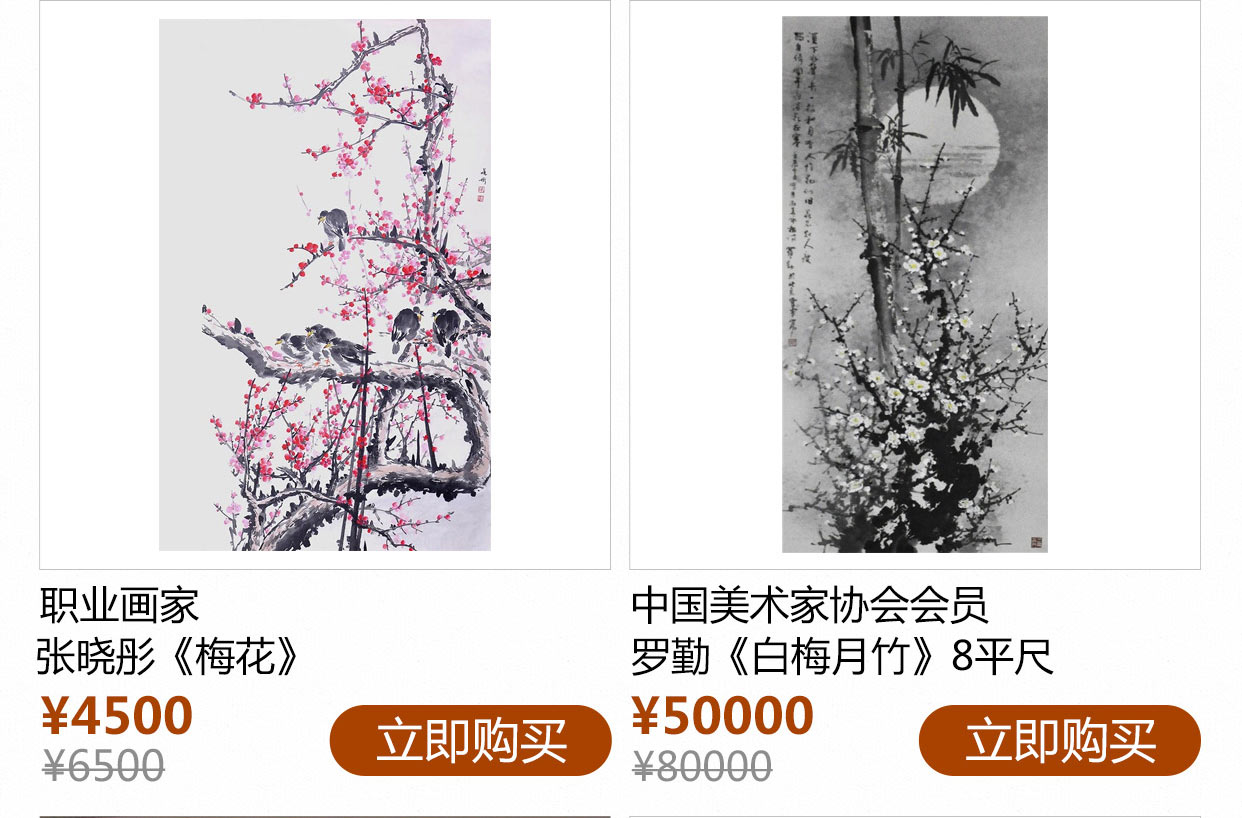 职业画家
张晓彤《梅花》
¥4500
¥6500
立即购买
中国美术家协会会员
罗勤《白梅月竹》8平尺
¥50000
¥80000
立即购买